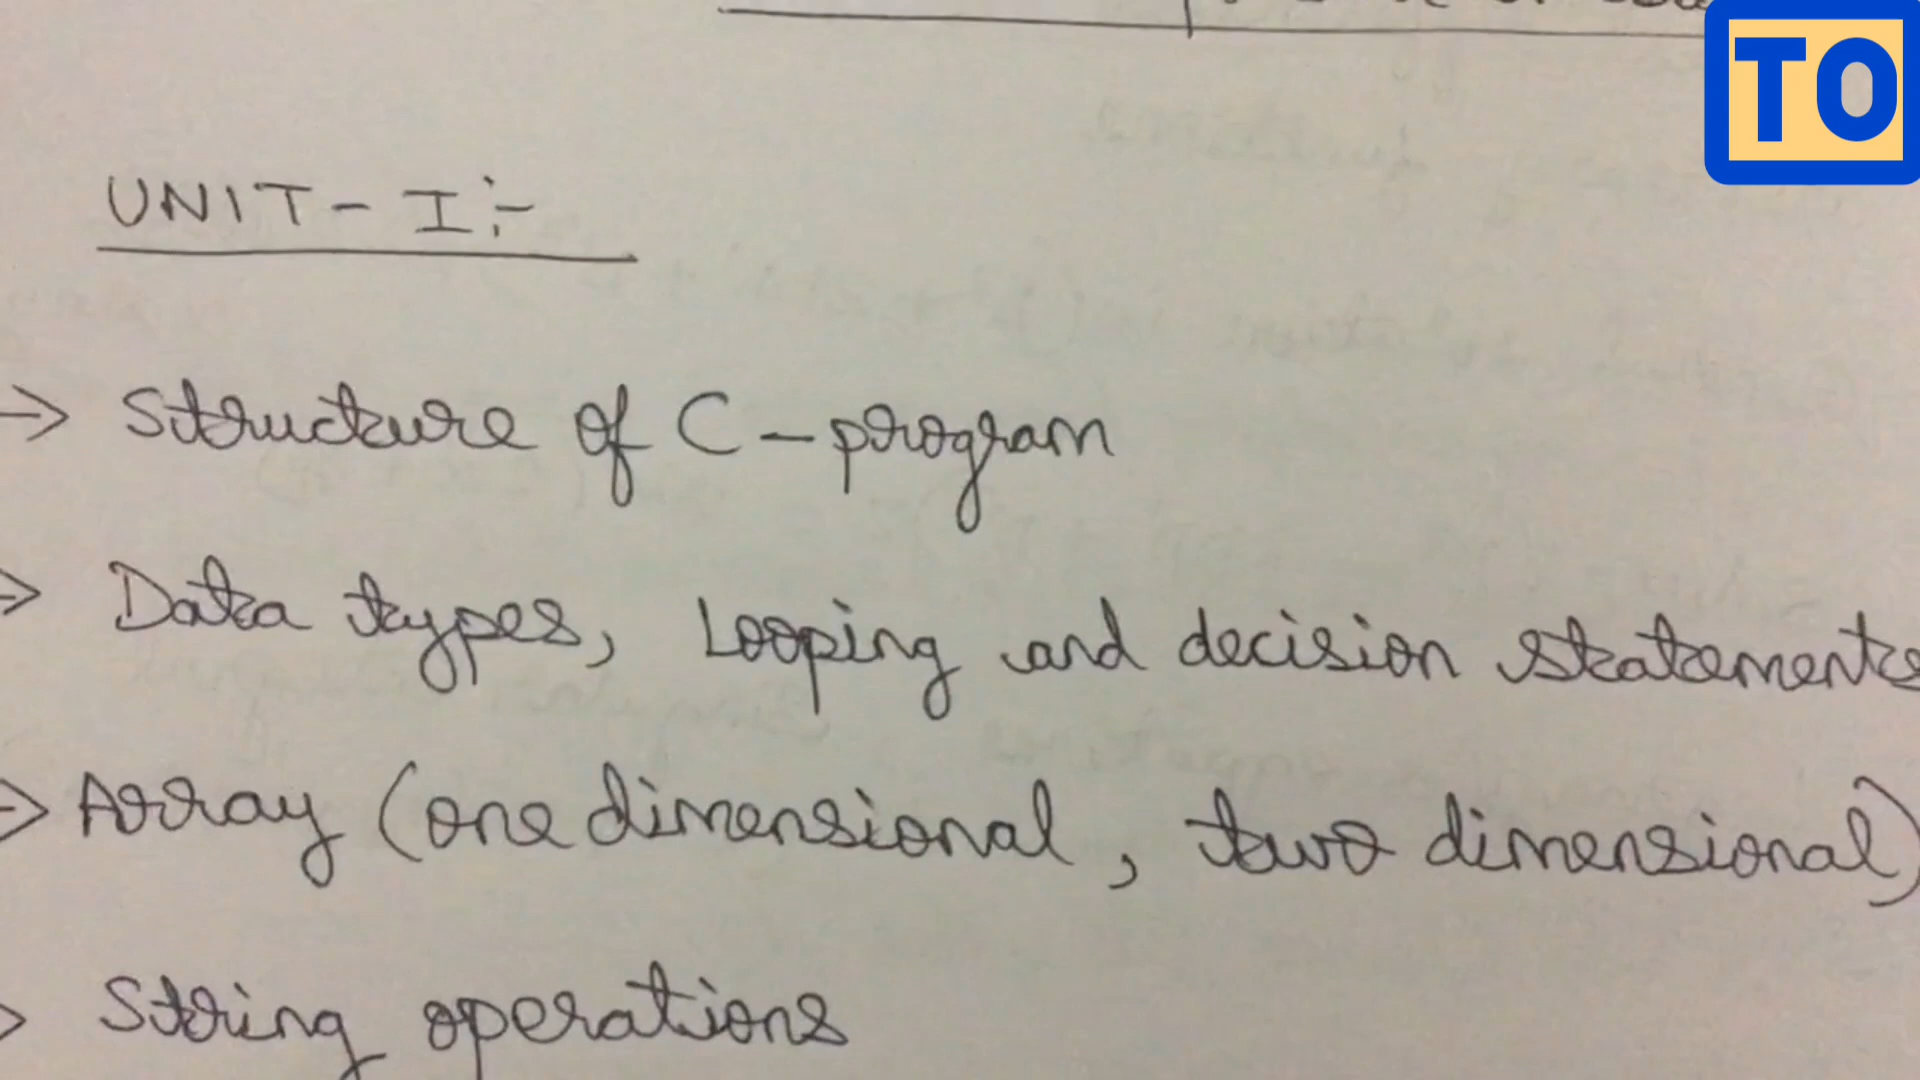 TO
UNIT - I :-
→ Structure of C - program
→ Data types, Looping and decision statements
→ Array (one dimensional, two dimensional)
→ String operations